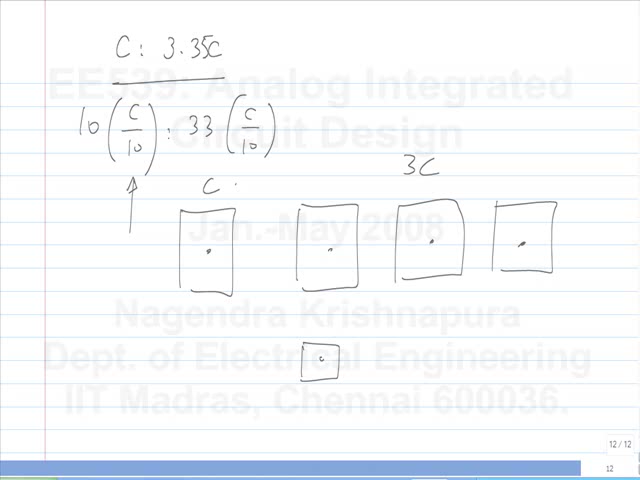 C : 3.35C
10 (C/10) : 33 (C/10)
C
3C
EE539: Analog Integrated
Circuit Design
Jan.-May 2008
Nagendra Krishnapura
Dept. of Electrical Engineering
IIT Madras, Chennai 600036.
12 / 12
12